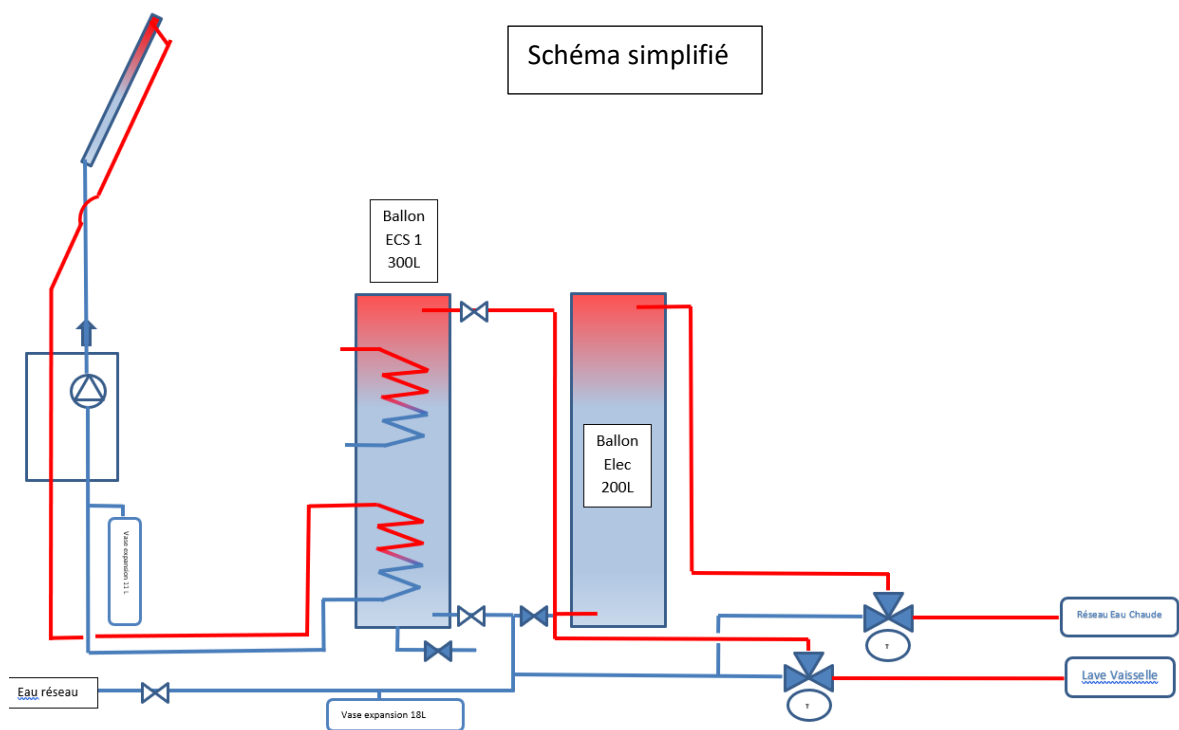 Schéma simplifié
Ballon
ECS 1
300L
Ballon
Elec
200L
Vase expansion 11 L
Réseau Eau Chaude
T
Lave Vaisselle
T
Eau réseau
Vase expansion 18L